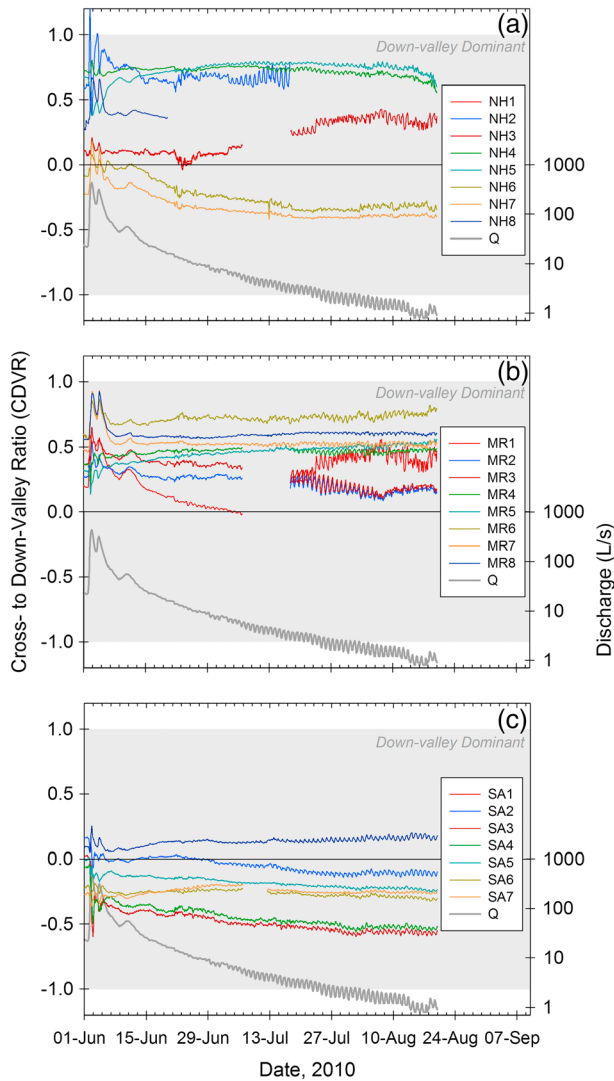 (a)
Down-valley Dominant
1.0
0.5
0.0
-0.5
-1.0
NH1
NH2
NH3
NH4
NH5
NH6
NH7
NH8
Q
1000
100
10
1
(b)
Down-valley Dominant
1.0
0.5
0.0
-0.5
-1.0
MR1
MR2
MR3
MR4
MR5
MR6
MR7
MR8
Q
1000
100
10
1
Cross- to Down-Valley Ratio (CDVR)
Discharge (L/s)
(c)
Down-valley Dominant
1.0
0.5
0.0
-0.5
-1.0
SA1
SA2
SA3
SA4
SA5
SA6
SA7
Q
1000
100
10
1
01-Jun 15-Jun 29-Jun 13-Jul 27-Jul 10-Aug 24-Aug 07-Sep
Date, 2010